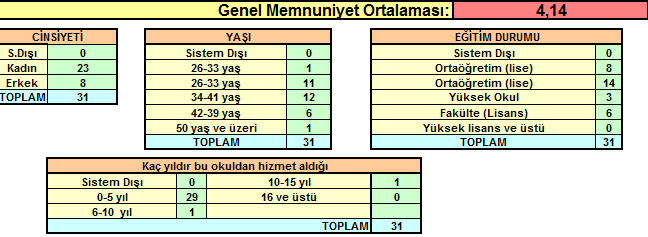 Genel Memnuniyet Ortalaması: 4,14
CİNSİYETİ
S.Dışı 0
Kadın 23
Erkek 8
TOPLAM 31
YAŞI
Sistem Dışı 0
26-33 yaş 1
26-33 yaş 11
34-41 yaş 12
42-39 yaş 6
50 yaş ve üzeri 1
TOPLAM 31
EĞİTİM DURUMU
Sistem Dışı 0
Ortaöğretim (lise) 8
Ortaöğretim (lise) 14
Yüksek Okul 3
Fakülte (Lisans) 6
Yüksek lisans ve üstü 0
TOPLAM 31
Kaç yıldır bu okuldan hizmet aldığı
Sistem Dışı 0 10-15 yıl 1
0-5 yıl 29 16 ve üstü 0
6-10 yıl 1
TOPLAM 31